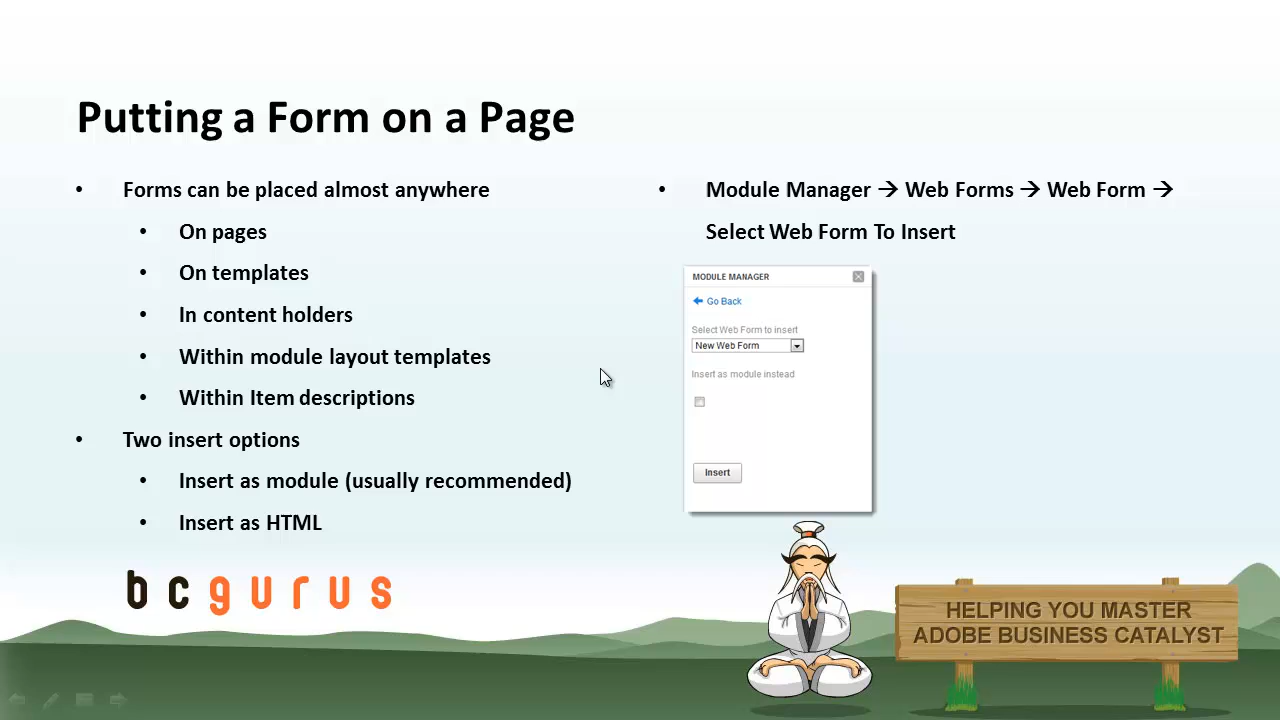 Putting a Form on a Page
• Forms can be placed almost anywhere
• On pages
• On templates
• In content holders
• Within module layout templates
• Within Item descriptions
• Two insert options
• Insert as module (usually recommended)
• Insert as HTML
• Module Manager → Web Forms → Web Form →
Select Web Form To Insert
MODULE MANAGER
Go Back
Select Web Form to insert
New Web Form
Insert as module instead
Insert
bcgurus
HELPING YOU MASTER
ADOBE BUSINESS CATALYST